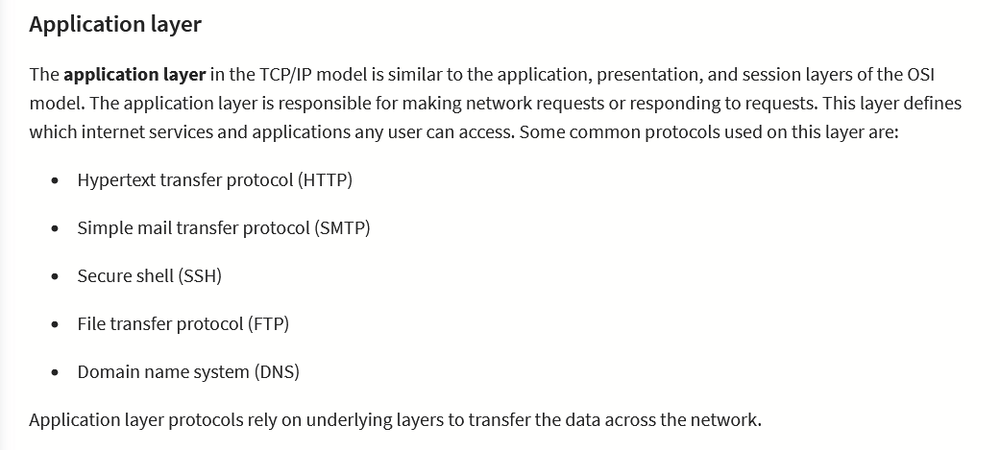 Application layer
The application layer in the TCP/IP model is similar to the application, presentation, and session layers of the OSI
model. The application layer is responsible for making network requests or responding to requests. This layer defines
which internet services and applications any user can access. Some common protocols used on this layer are:
• Hypertext transfer protocol (HTTP)
• Simple mail transfer protocol (SMTP)
• Secure shell (SSH)
• File transfer protocol (FTP)
• Domain name system (DNS)
Application layer protocols rely on underlying layers to transfer the data across the network.